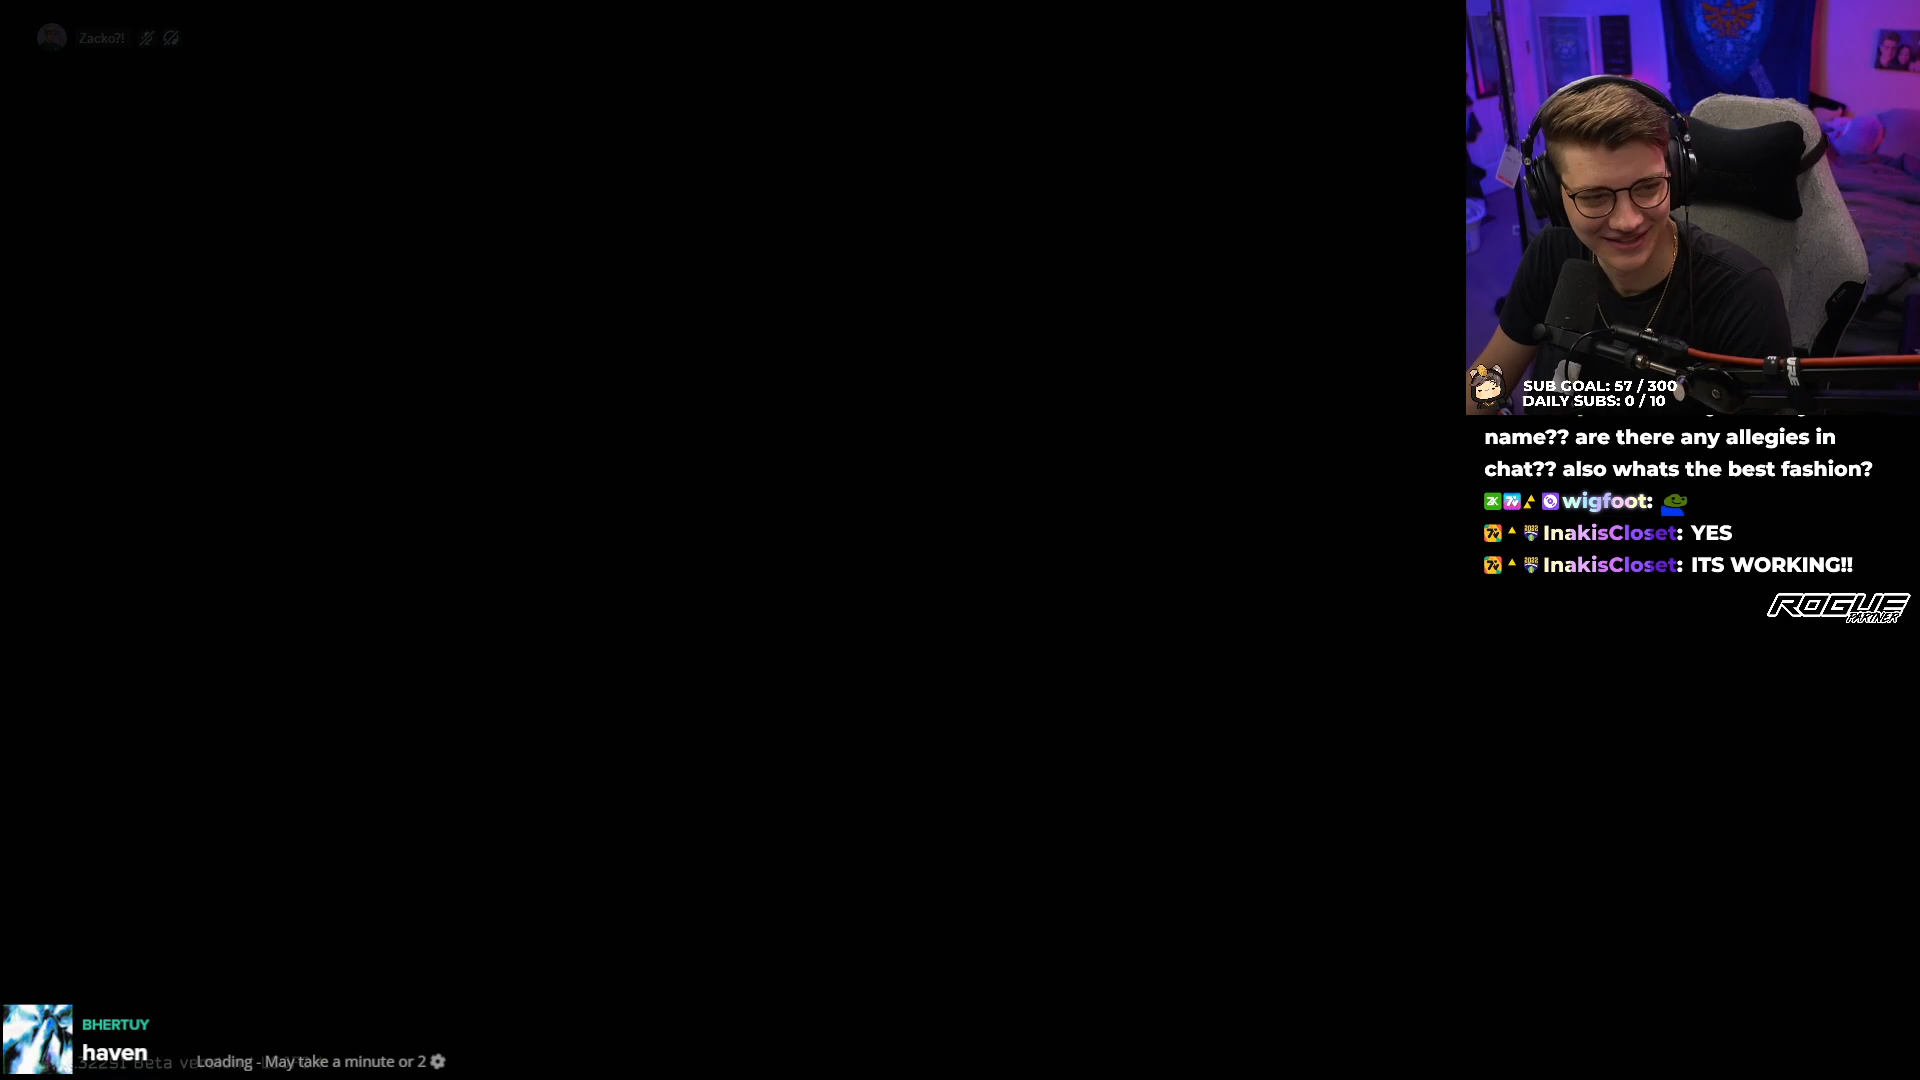 Zacko?!
SUB GOAL: 57 / 300
DAILY SUBS: 0 / 10
name?? are there any allegies in
chat?? also whats the best fashion?
wigfoot:
InakisCloset: YES
InakisCloset: ITS WORKING!!
ROGUE
PARTNER
BHERTUY
haven
Loading - May take a minute or 2